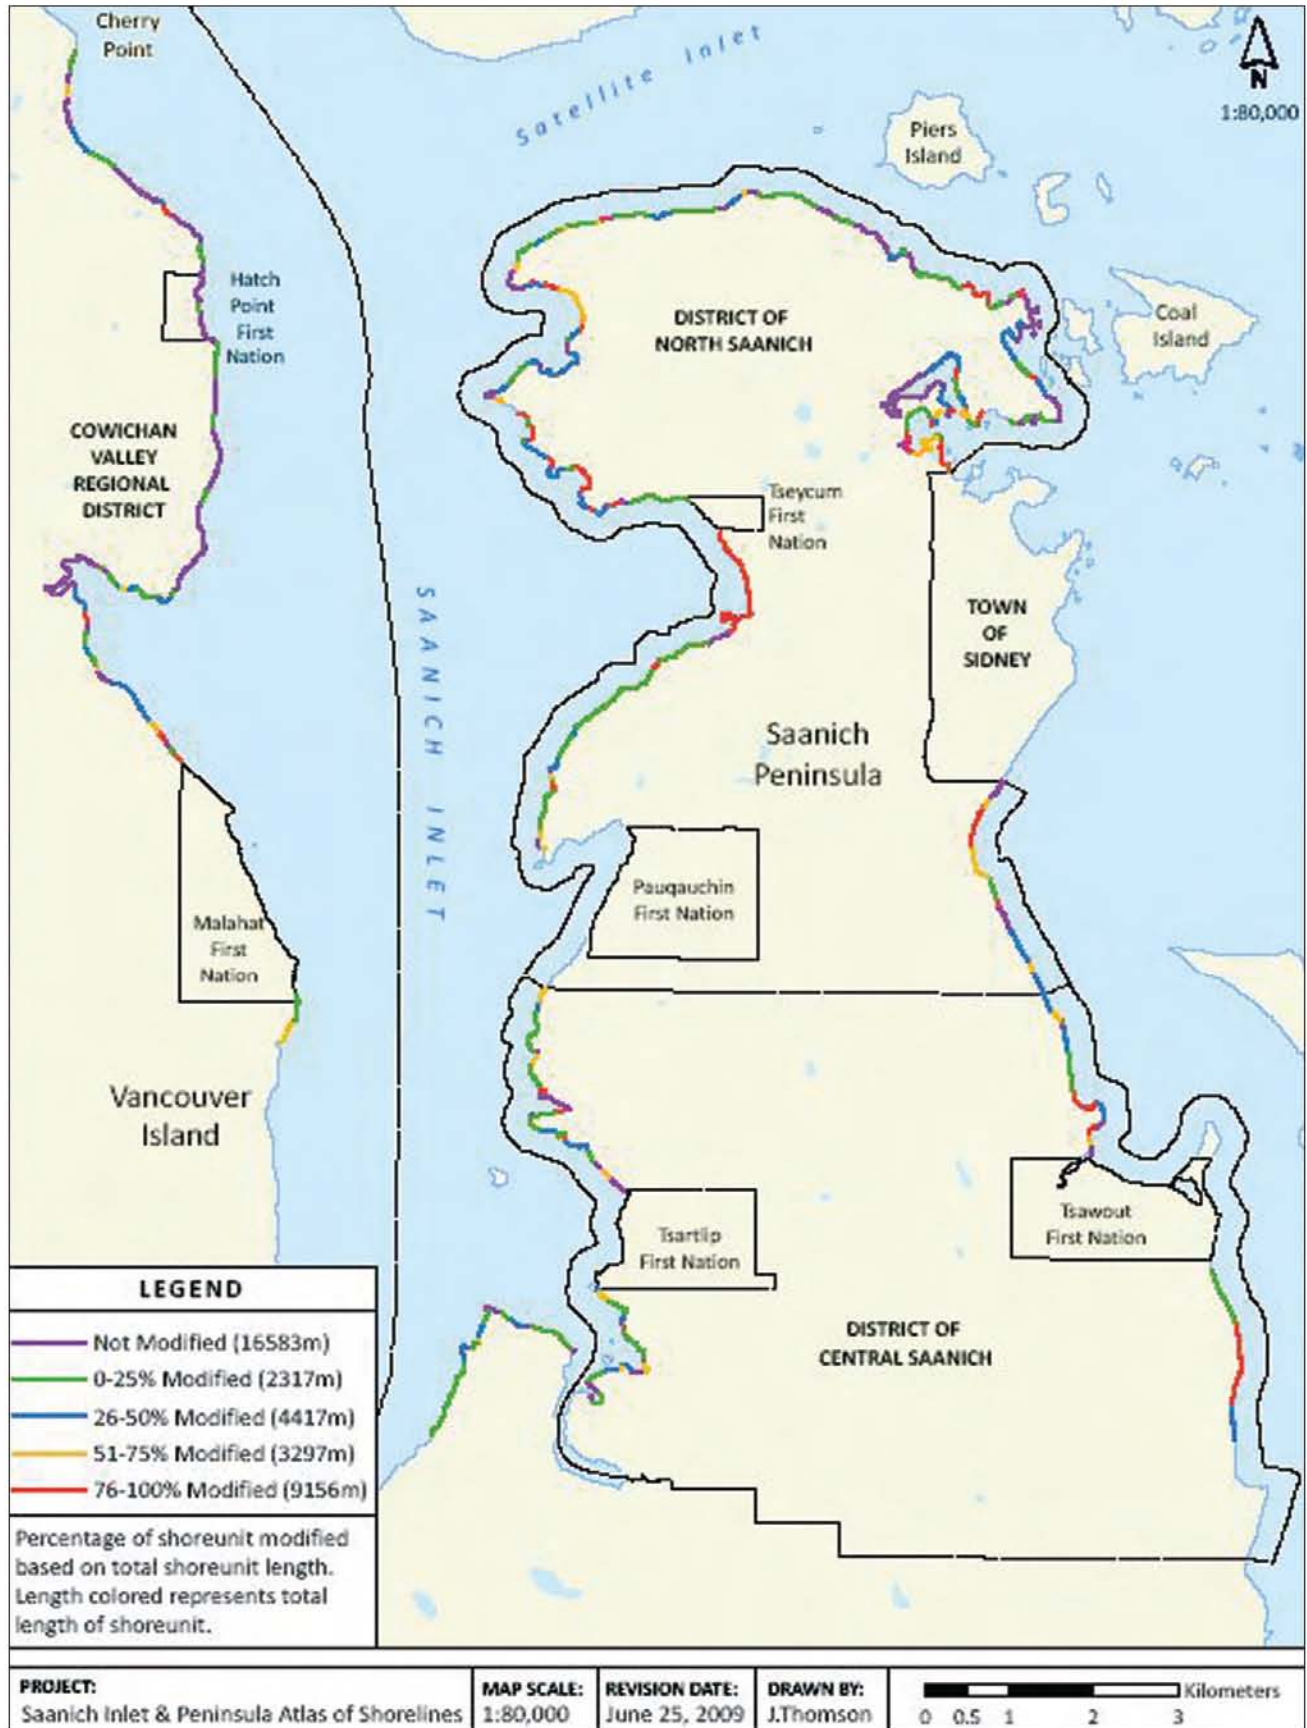 Cherry
Point
Satellite Inlet
N
1:80,000
Piers
Island
Hatch
Point
First
Nation
DISTRICT OF
NORTH SAANICH
Coal
Island
COWICHAN
VALLEY
REGIONAL
DISTRICT
Tseycum
First
Nation
SAANICH INLET
TOWN
OF
SIDNEY
Saanich
Peninsula
Pauqauchin
First Nation
Malahat
First
Nation
Vancouver
Island
Tsartlip
First Nation
Tsawout
First Nation
DISTRICT OF
CENTRAL SAANICH
LEGEND
Not Modified (16583m)
0-25% Modified (2317m)
26-50% Modified (4417m)
51-75% Modified (3297m)
76-100% Modified (9156m)
Percentage of shoreunit modified
based on total shoreunit length.
Length colored represents total
length of shoreunit.
PROJECT:
Saanich Inlet & Peninsula Atlas of Shorelines
MAP SCALE:
1:80,000
REVISION DATE:
June 25, 2009
DRAWN BY:
J.Thomson
Kilometers
0 0.5 1 2 3